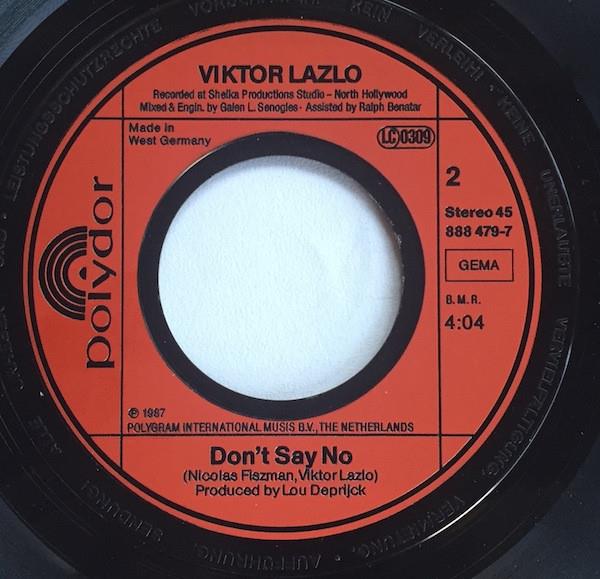 VIKTOR LAZLO
Recorded at Sheika Productions Studio – North Hollywood
Mixed & Engin. by Galen L. Senogles · Assisted by Ralph Benatar
Made in
West Germany
LC 0309
2
Stereo 45
888 479-7
GEMA
B.M.R.
4:04
polydor
℗ 1987
POLYGRAM INTERNATIONAL MUSIS B.V., THE NETHERLANDS
Don't Say No
(Nicolas Fiszman, Viktor Lazlo)
Produced by Lou Deprijck
LEISTUNGSSCHUTZRECHTE VORBEHALTEN · KEIN VERLEIH! · KEINE UNERLAUBTE VERVIELFÄLTIGUNG, VERMIETUNG, AUFFÜHRUNG, SENDUNG! ALLE